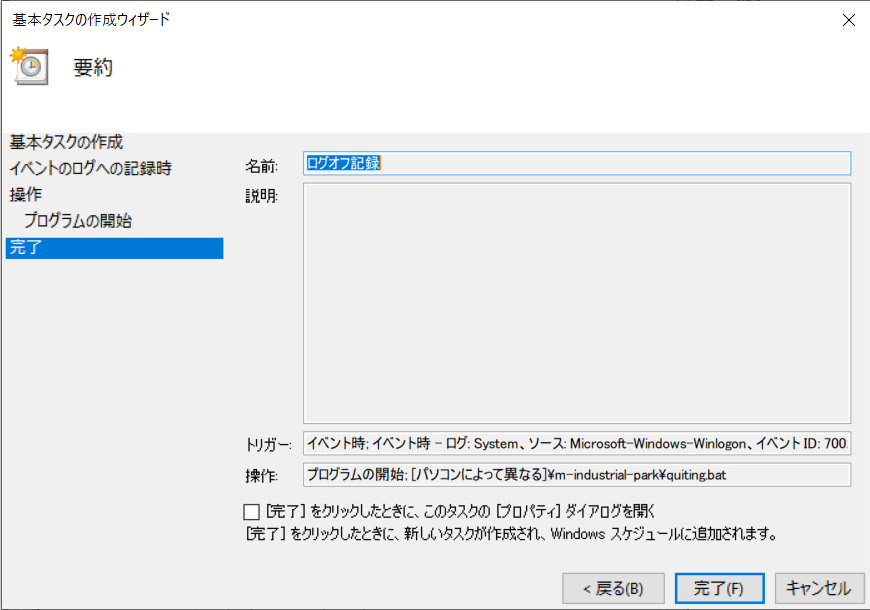 基本タスクの作成ウィザード
要約
基本タスクの作成
イベントのログへの記録時
操作
プログラムの開始
完了
名前: ログオフ記録
説明:
トリガー: イベント時; イベント時 - ログ: System、ソース: Microsoft-Windows-Winlogon、イベント ID: 700
操作: プログラムの開始; [パソコンによって異なる]¥m-industrial-park¥quiting.bat
[完了] をクリックしたときに、このタスクの [プロパティ] ダイアログを開く
[完了] をクリックしたときに、新しいタスクが作成され、Windows スケジュールに追加されます。
< 戻る(B) 完了(F) キャンセル